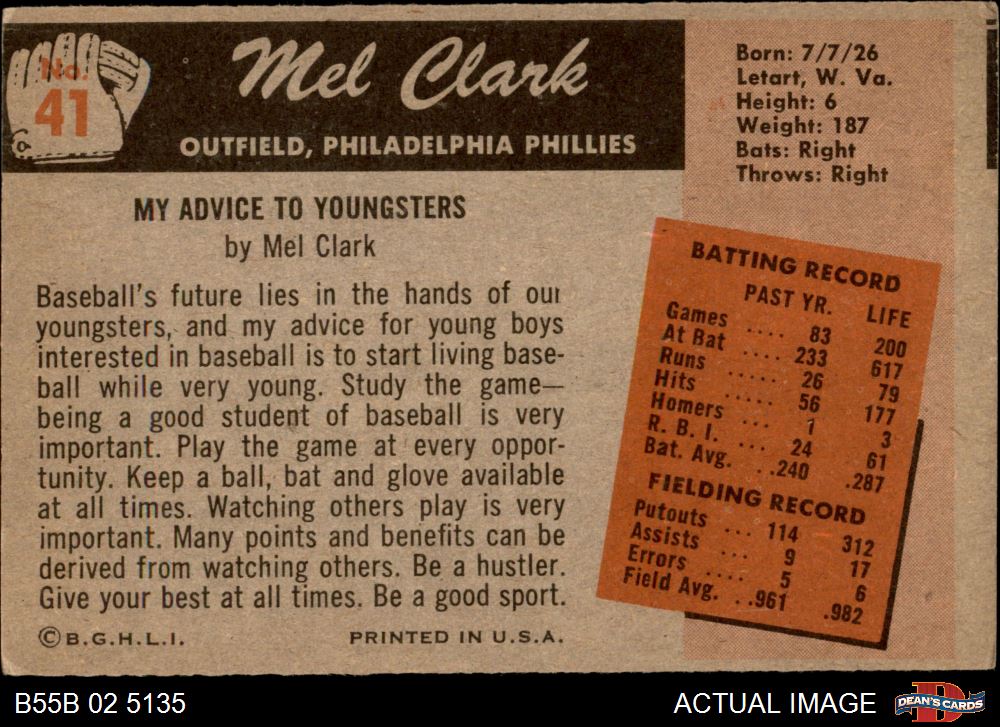 No.
41
Mel Clark
OUTFIELD, PHILADELPHIA PHILLIES
Born: 7/7/26
Letart, W. Va.
Height: 6
Weight: 187
Bats: Right
Throws: Right
MY ADVICE TO YOUNGSTERS
by Mel Clark
Baseball's future lies in the hands of our
youngsters, and my advice for young boys
interested in baseball is to start living base-
ball while very young. Study the game—
being a good student of baseball is very
important. Play the game at every oppor-
tunity. Keep a ball, bat and glove available
at all times. Watching others play is very
important. Many points and benefits can be
derived from watching others. Be a hustler.
Give your best at all times. Be a good sport.
©B.G.H.L.I. PRINTED IN U.S.A.
BATTING RECORD
PAST YR. LIFE
Games .... 83 200
At Bat .... 233 617
Runs ..... 26 79
Hits ..... 56 177
Homers ... 1 3
R. B. I. ... 24 61
Bat. Avg. ..240 .287
FIELDING RECORD
Putouts ... 114 312
Assists ... 9 17
Errors .... 5 6
Field Avg. ..961 .982
B55B 02 5135
ACTUAL IMAGE
D
DEAN'S CARDS